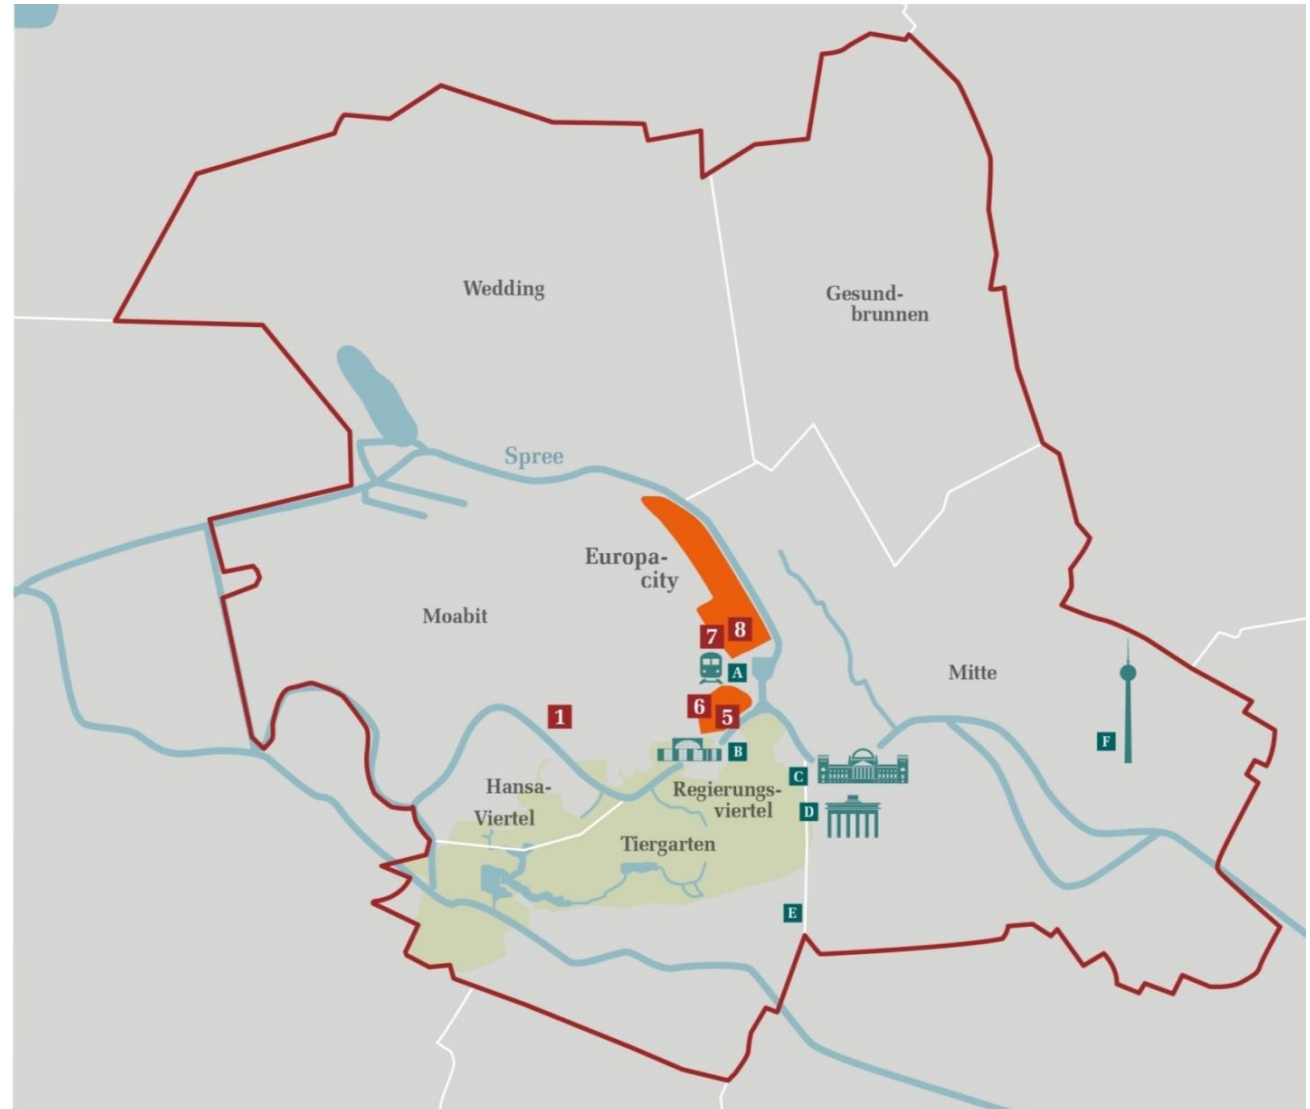 Wedding
Gesund-
brunnen
Spree
Europa-
city
Moabit
7
8
A
Mitte
6
5
1
B
F
C
Hansa-
Viertel
Regierungs-
viertel
D
Tiergarten
E